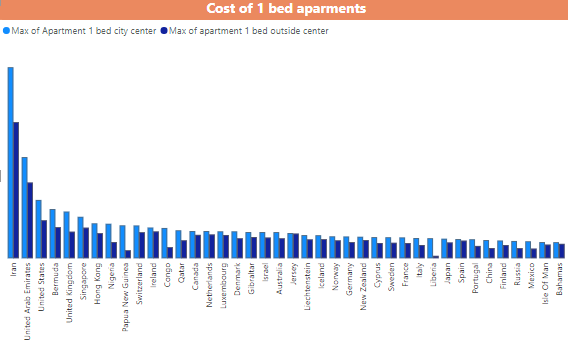 Cost of 1 bed aparments
Max of Apartment 1 bed city center
Max of apartment 1 bed outside center
Iran
United Arab Emirates
United States
Bermuda
United Kingdom
Singapore
Hong Kong
Nigeria
Papua New Guinea
Switzerland
Ireland
Congo
Qatar
Canada
Netherlands
Luxembourg
Denmark
Gibraltar
Israel
Australia
Jersey
Liechtenstein
Iceland
Norway
Germany
New Zealand
Cyprus
Sweden
France
Italy
Liberia
Japan
Spain
Portugal
China
Finland
Russia
Mexico
Isle Of Man
Bahamas